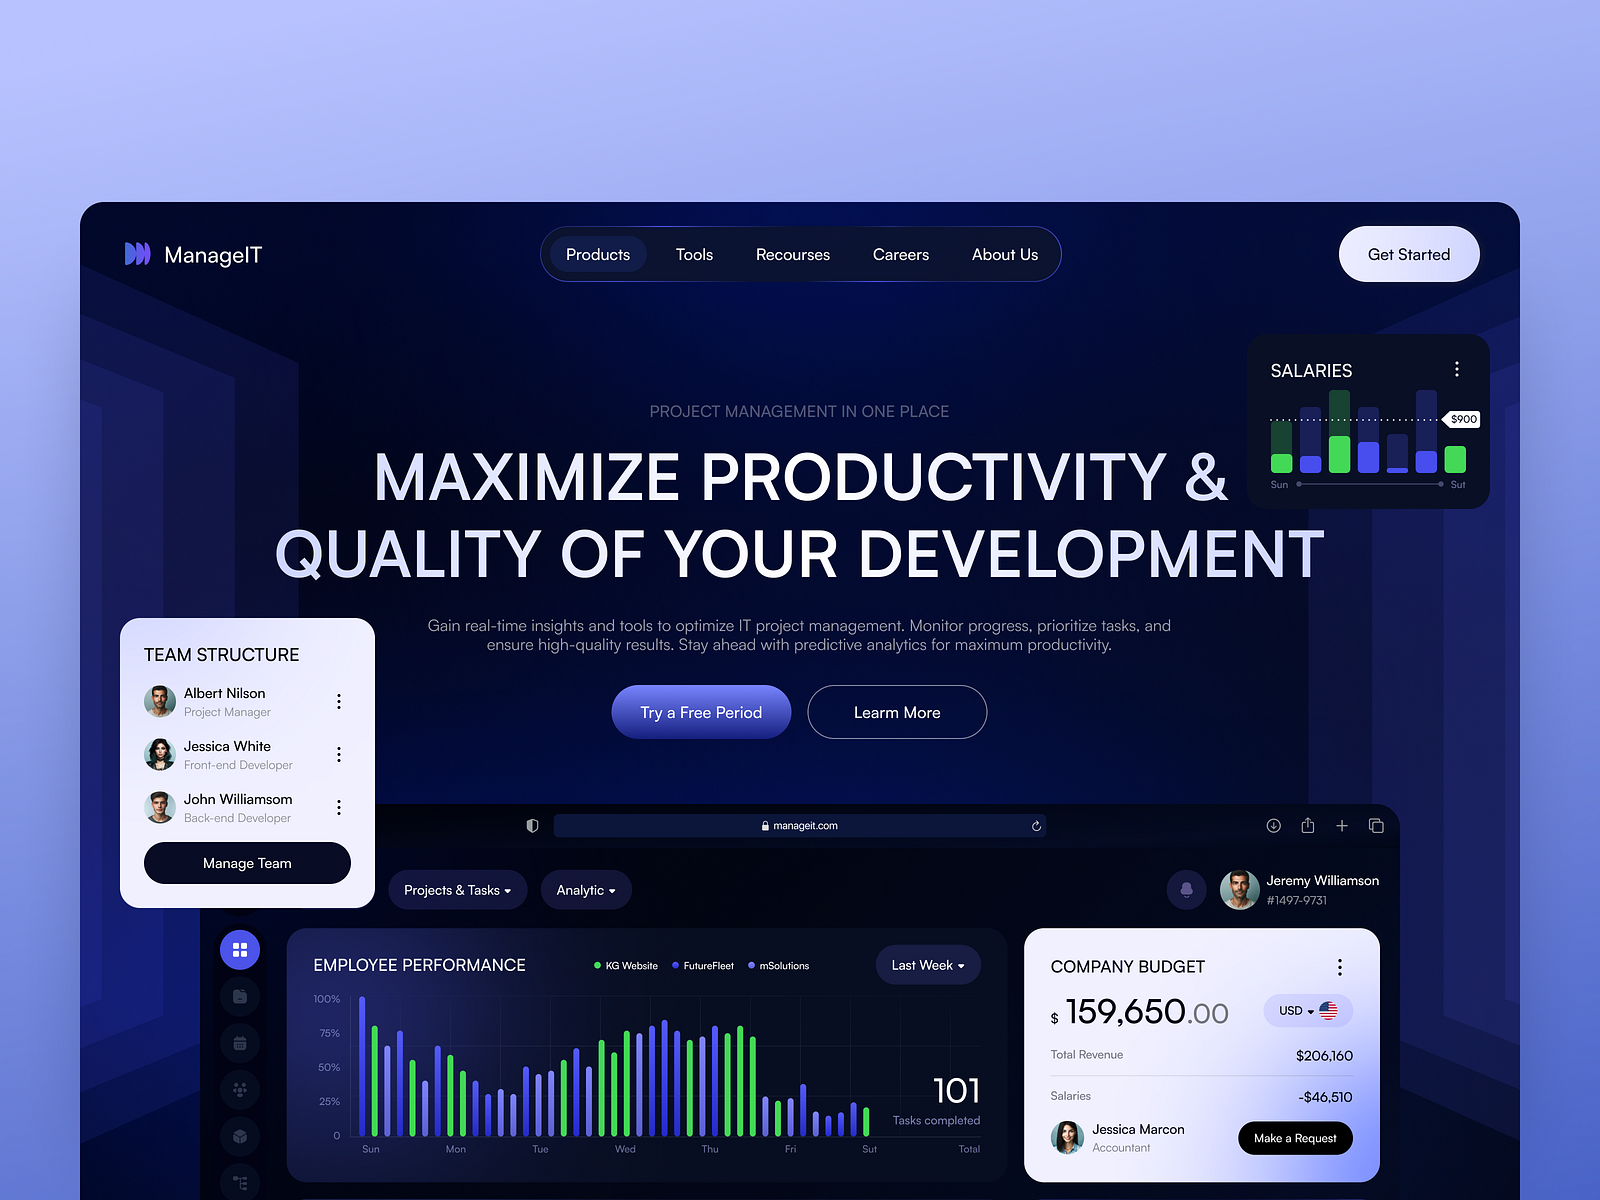 ManageIT
Products Tools Recourses Careers About Us
Get Started
SALARIES
$900
Sun Sut
PROJECT MANAGEMENT IN ONE PLACE
MAXIMIZE PRODUCTIVITY &
QUALITY OF YOUR DEVELOPMENT
Gain real-time insights and tools to optimize IT project management. Monitor progress, prioritize tasks, and
ensure high-quality results. Stay ahead with predictive analytics for maximum productivity.
Try a Free Period
Learm More
TEAM STRUCTURE
Albert Nilson
Project Manager
Jessica White
Front-end Developer
John Williamsom
Back-end Developer
Manage Team
manageit.com
Projects & Tasks
Analytic
Jeremy Williamson
#1497-9731
EMPLOYEE PERFORMANCE
KG Website FutureFleet mSolutions
Last Week
100%
75%
50%
25%
0
Sun Mon Tue Wed Thu Fri Sut Total
101
Tasks completed
COMPANY BUDGET
$ 159,650.00
USD
Total Revenue $206,160
Salaries -$46,510
Jessica Marcon
Accountant
Make a Request